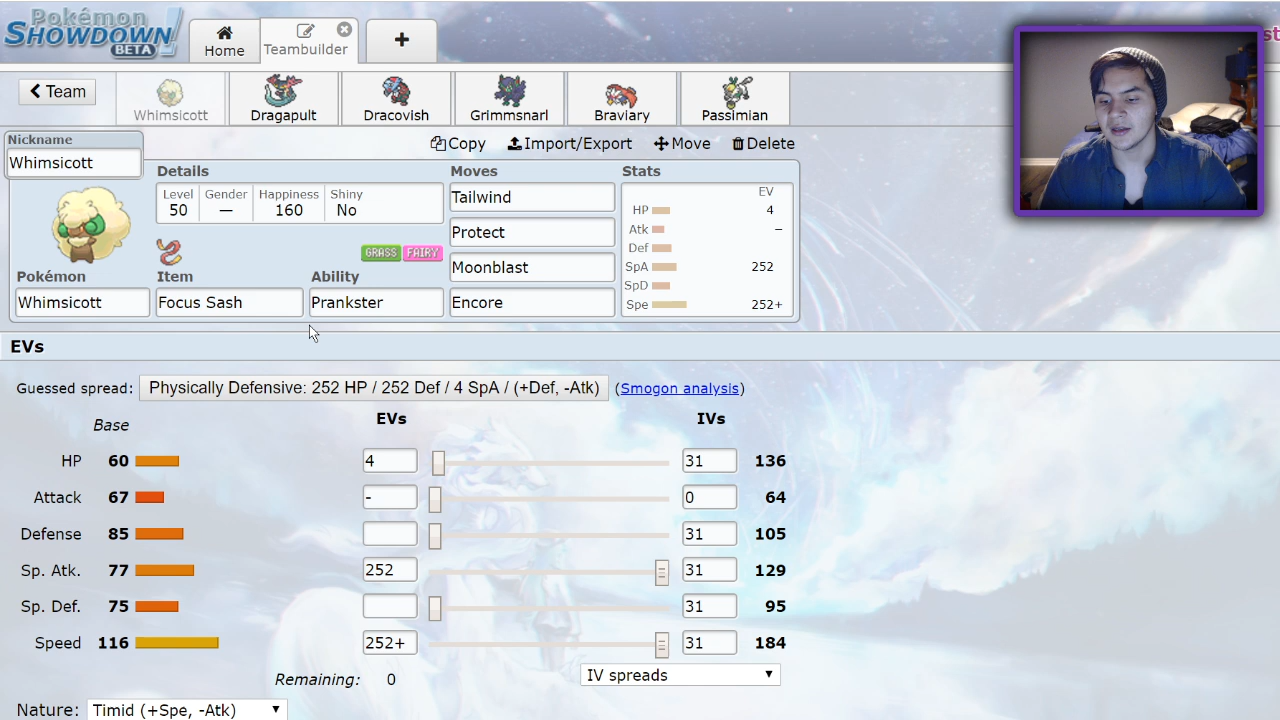 Pokémon
SHOWDOWN!
BETA
Home
Teambuilder
+
st
Team
Whimsicott
Dragapult
Dracovish
Grimmsnarl
Braviary
Passimian
Nickname
Whimsicott
Copy
Import/Export
Move
Delete
Details
Moves
Stats
Level
Gender
Happiness
Shiny
50
—
160
No
Tailwind
Protect
Moonblast
Encore
EV
HP 4
Atk –
Def
SpA 252
SpD
Spe 252+
GRASS FAIRY
Pokémon
Item
Ability
Whimsicott
Focus Sash
Prankster
EVs
Guessed spread: Physically Defensive: 252 HP / 252 Def / 4 SpA / (+Def, -Atk) (Smogon analysis)
Base EVs IVs
HP 60 4 31 136
Attack 67 - 0 64
Defense 85 31 105
Sp. Atk. 77 252 31 129
Sp. Def. 75 31 95
Speed 116 252+ 31 184
Remaining: 0
IV spreads
Nature: Timid (+Spe, -Atk)